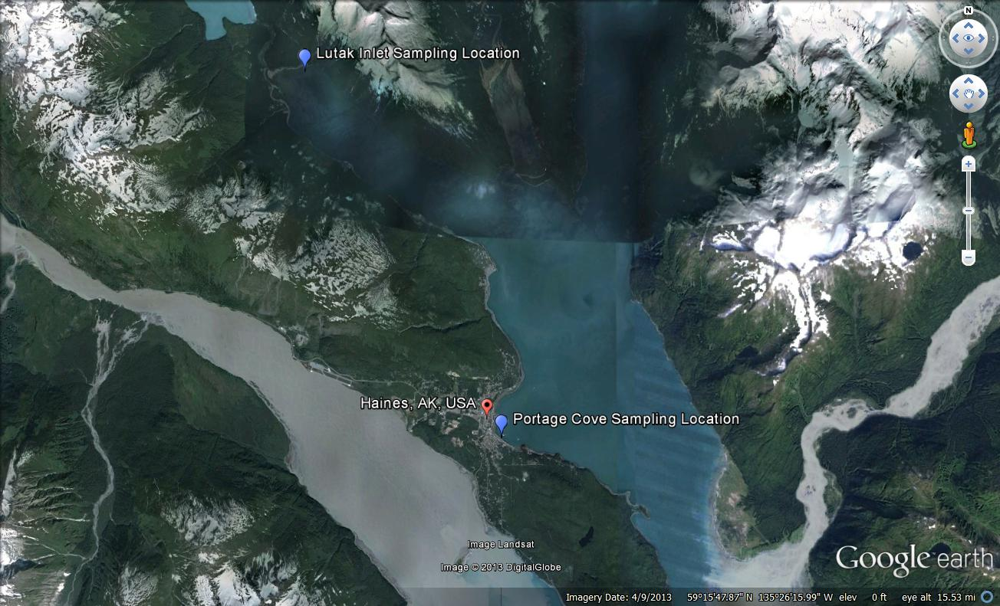 N
Lutak Inlet Sampling Location
Haines, AK, USA
Portage Cove Sampling Location
Image Landsat
Image © 2013 DigitalGlobe
Google earth
Imagery Date: 4/9/2013 59°15'47.87" N 135°26'15.99" W elev 0 ft eye alt 15.53 mi